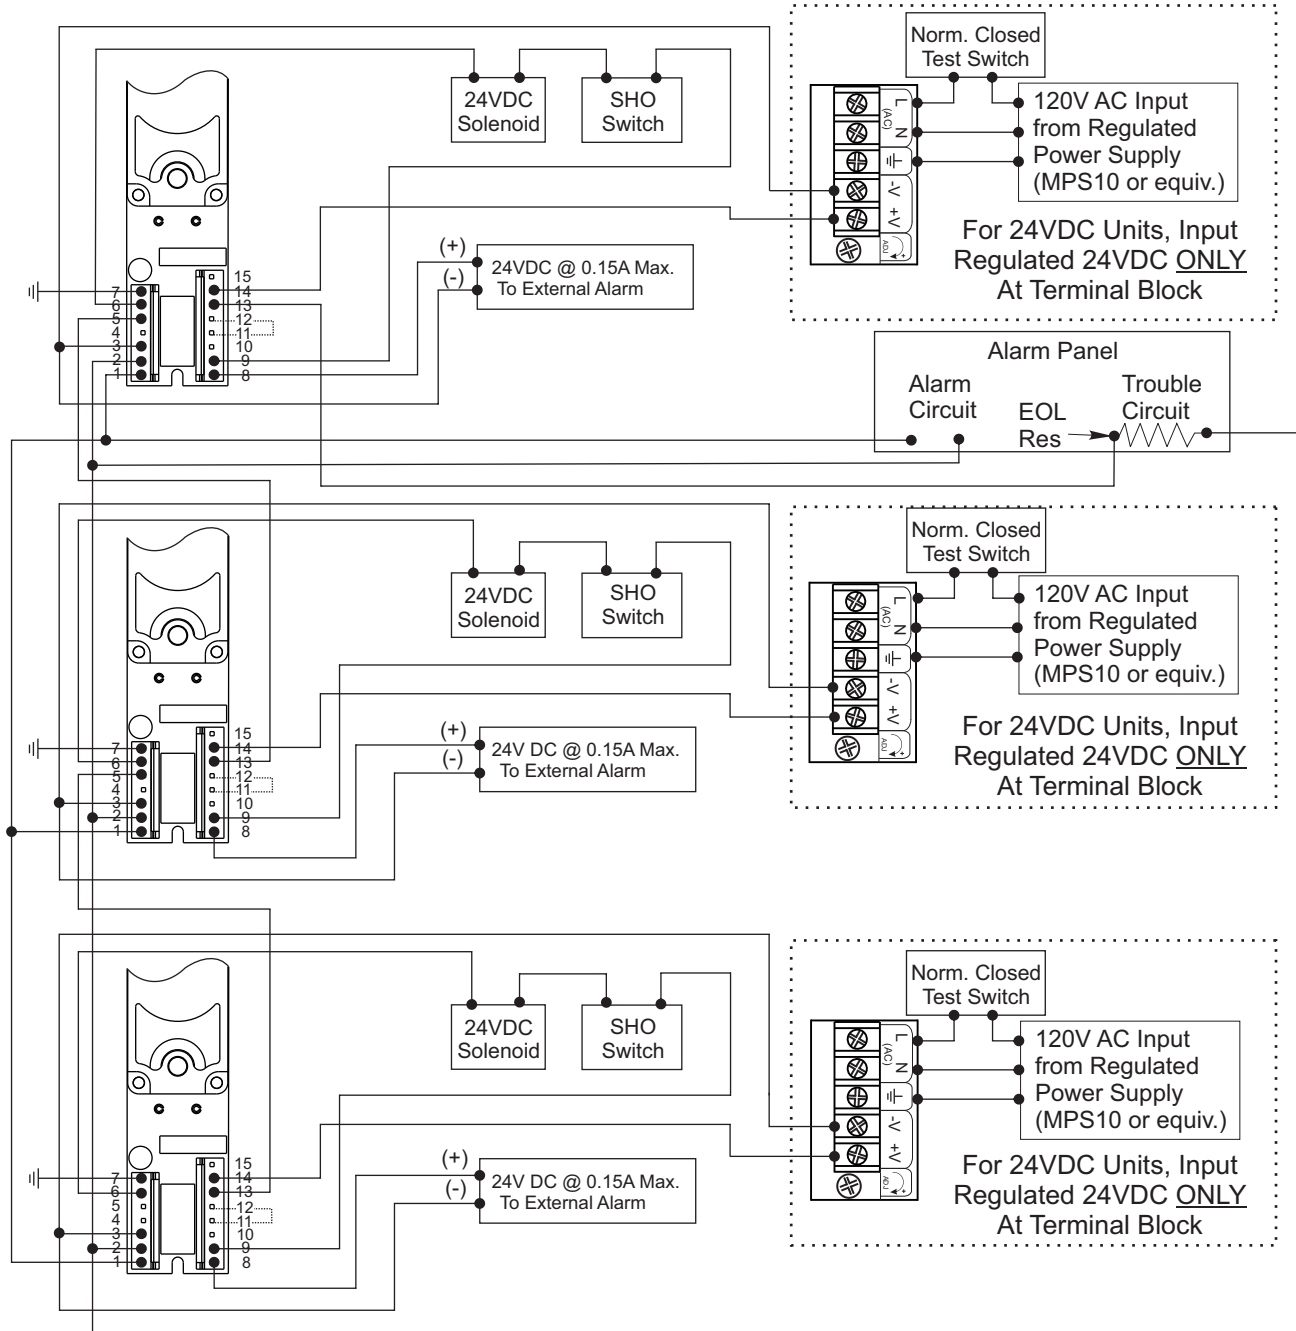 Norm. Closed
Test Switch
24VDC
Solenoid
SHO
Switch
L
(AC)
N
-V
+V
ADJ
+
120V AC Input
from Regulated
Power Supply
(MPS10 or equiv.)
For 24VDC Units, Input
Regulated 24VDC ONLY
At Terminal Block
(+)
(-)
24VDC @ 0.15A Max.
To External Alarm
7
6
5
4
3
2
1
15
14
13
12
11
10
9
8
Alarm Panel
Alarm
Circuit
EOL
Res
Trouble
Circuit
Norm. Closed
Test Switch
24VDC
Solenoid
SHO
Switch
L
(AC)
N
-V
+V
ADJ
+
120V AC Input
from Regulated
Power Supply
(MPS10 or equiv.)
For 24VDC Units, Input
Regulated 24VDC ONLY
At Terminal Block
(+)
(-)
24V DC @ 0.15A Max.
To External Alarm
7
6
5
4
3
2
1
15
14
13
12
11
10
9
8
Norm. Closed
Test Switch
24VDC
Solenoid
SHO
Switch
L
(AC)
N
-V
+V
ADJ
+
120V AC Input
from Regulated
Power Supply
(MPS10 or equiv.)
For 24VDC Units, Input
Regulated 24VDC ONLY
At Terminal Block
(+)
(-)
24V DC @ 0.15A Max.
To External Alarm
7
6
5
4
3
2
1
15
14
13
12
11
10
9
8